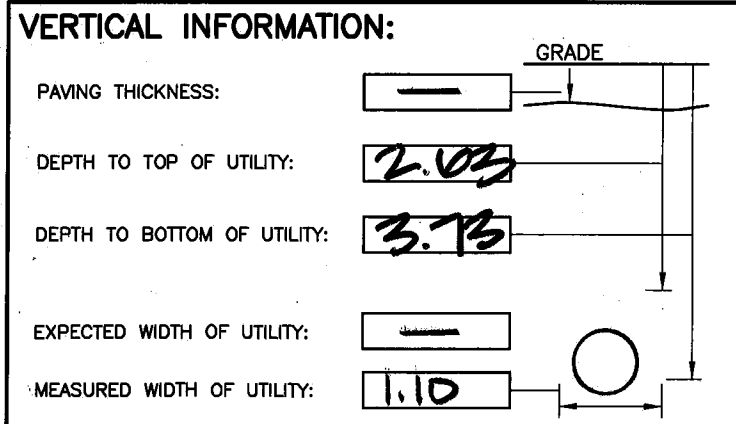 VERTICAL INFORMATION:
GRADE
PAVING THICKNESS: —
DEPTH TO TOP OF UTILITY: 2.63
DEPTH TO BOTTOM OF UTILITY: 3.73
EXPECTED WIDTH OF UTILITY: —
MEASURED WIDTH OF UTILITY: 1.10